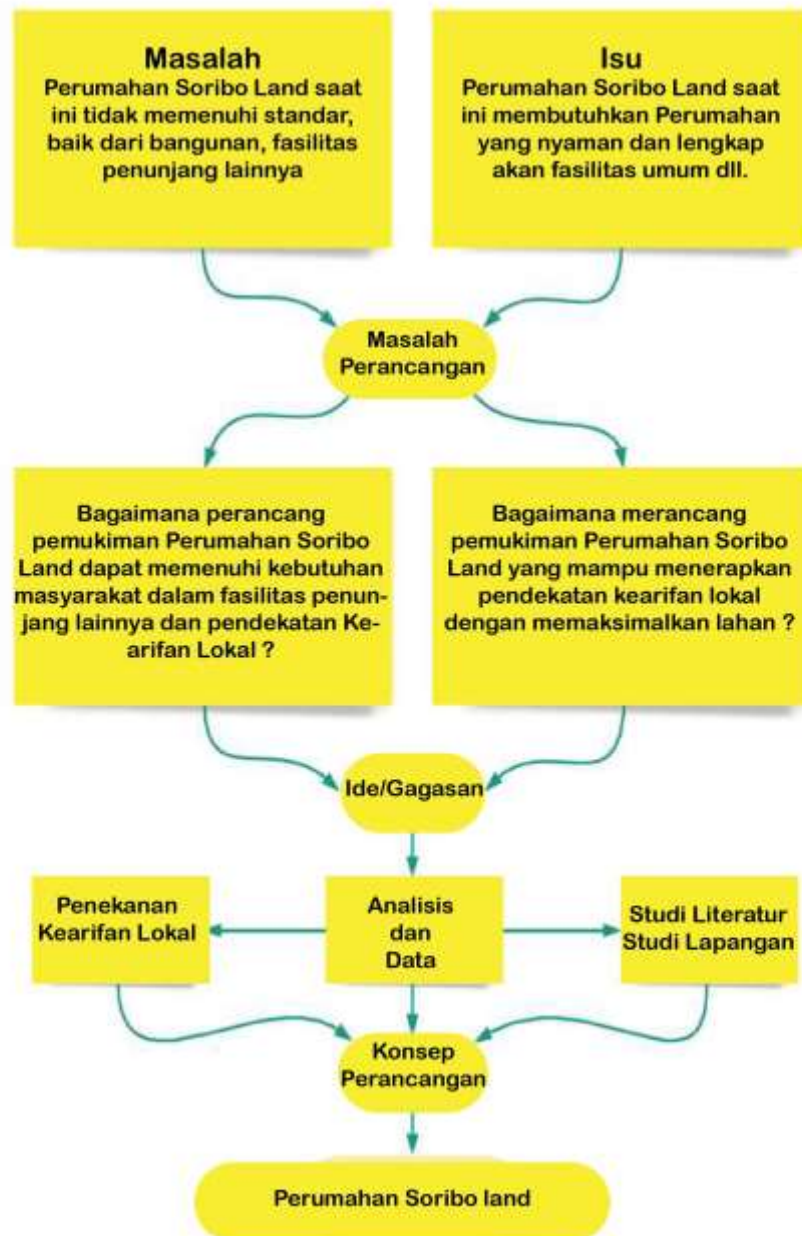 Masalah
Perumahan Soribo Land saat
ini tidak memenuhi standar,
baik dari bangunan, fasilitas
penunjang lainnya
Isu
Perumahan Soribo Land saat
ini membutuhkan Perumahan
yang nyaman dan lengkap
akan fasilitas umum dll.
Masalah
Perancangan
Bagaimana perancang
pemukiman Perumahan Soribo
Land dapat memenuhi kebutuhan
masyarakat dalam fasilitas penun-
jang lainnya dan pendekatan Ke-
arifan Lokal ?
Bagaimana merancang
pemukiman Perumahan Soribo
Land yang mampu menerapkan
pendekatan kearifan lokal
dengan memaksimalkan lahan ?
Ide/Gagasan
Penekanan
Kearifan Lokal
Analisis
dan
Data
Studi Literatur
Studi Lapangan
Konsep
Perancangan
Perumahan Soribo land